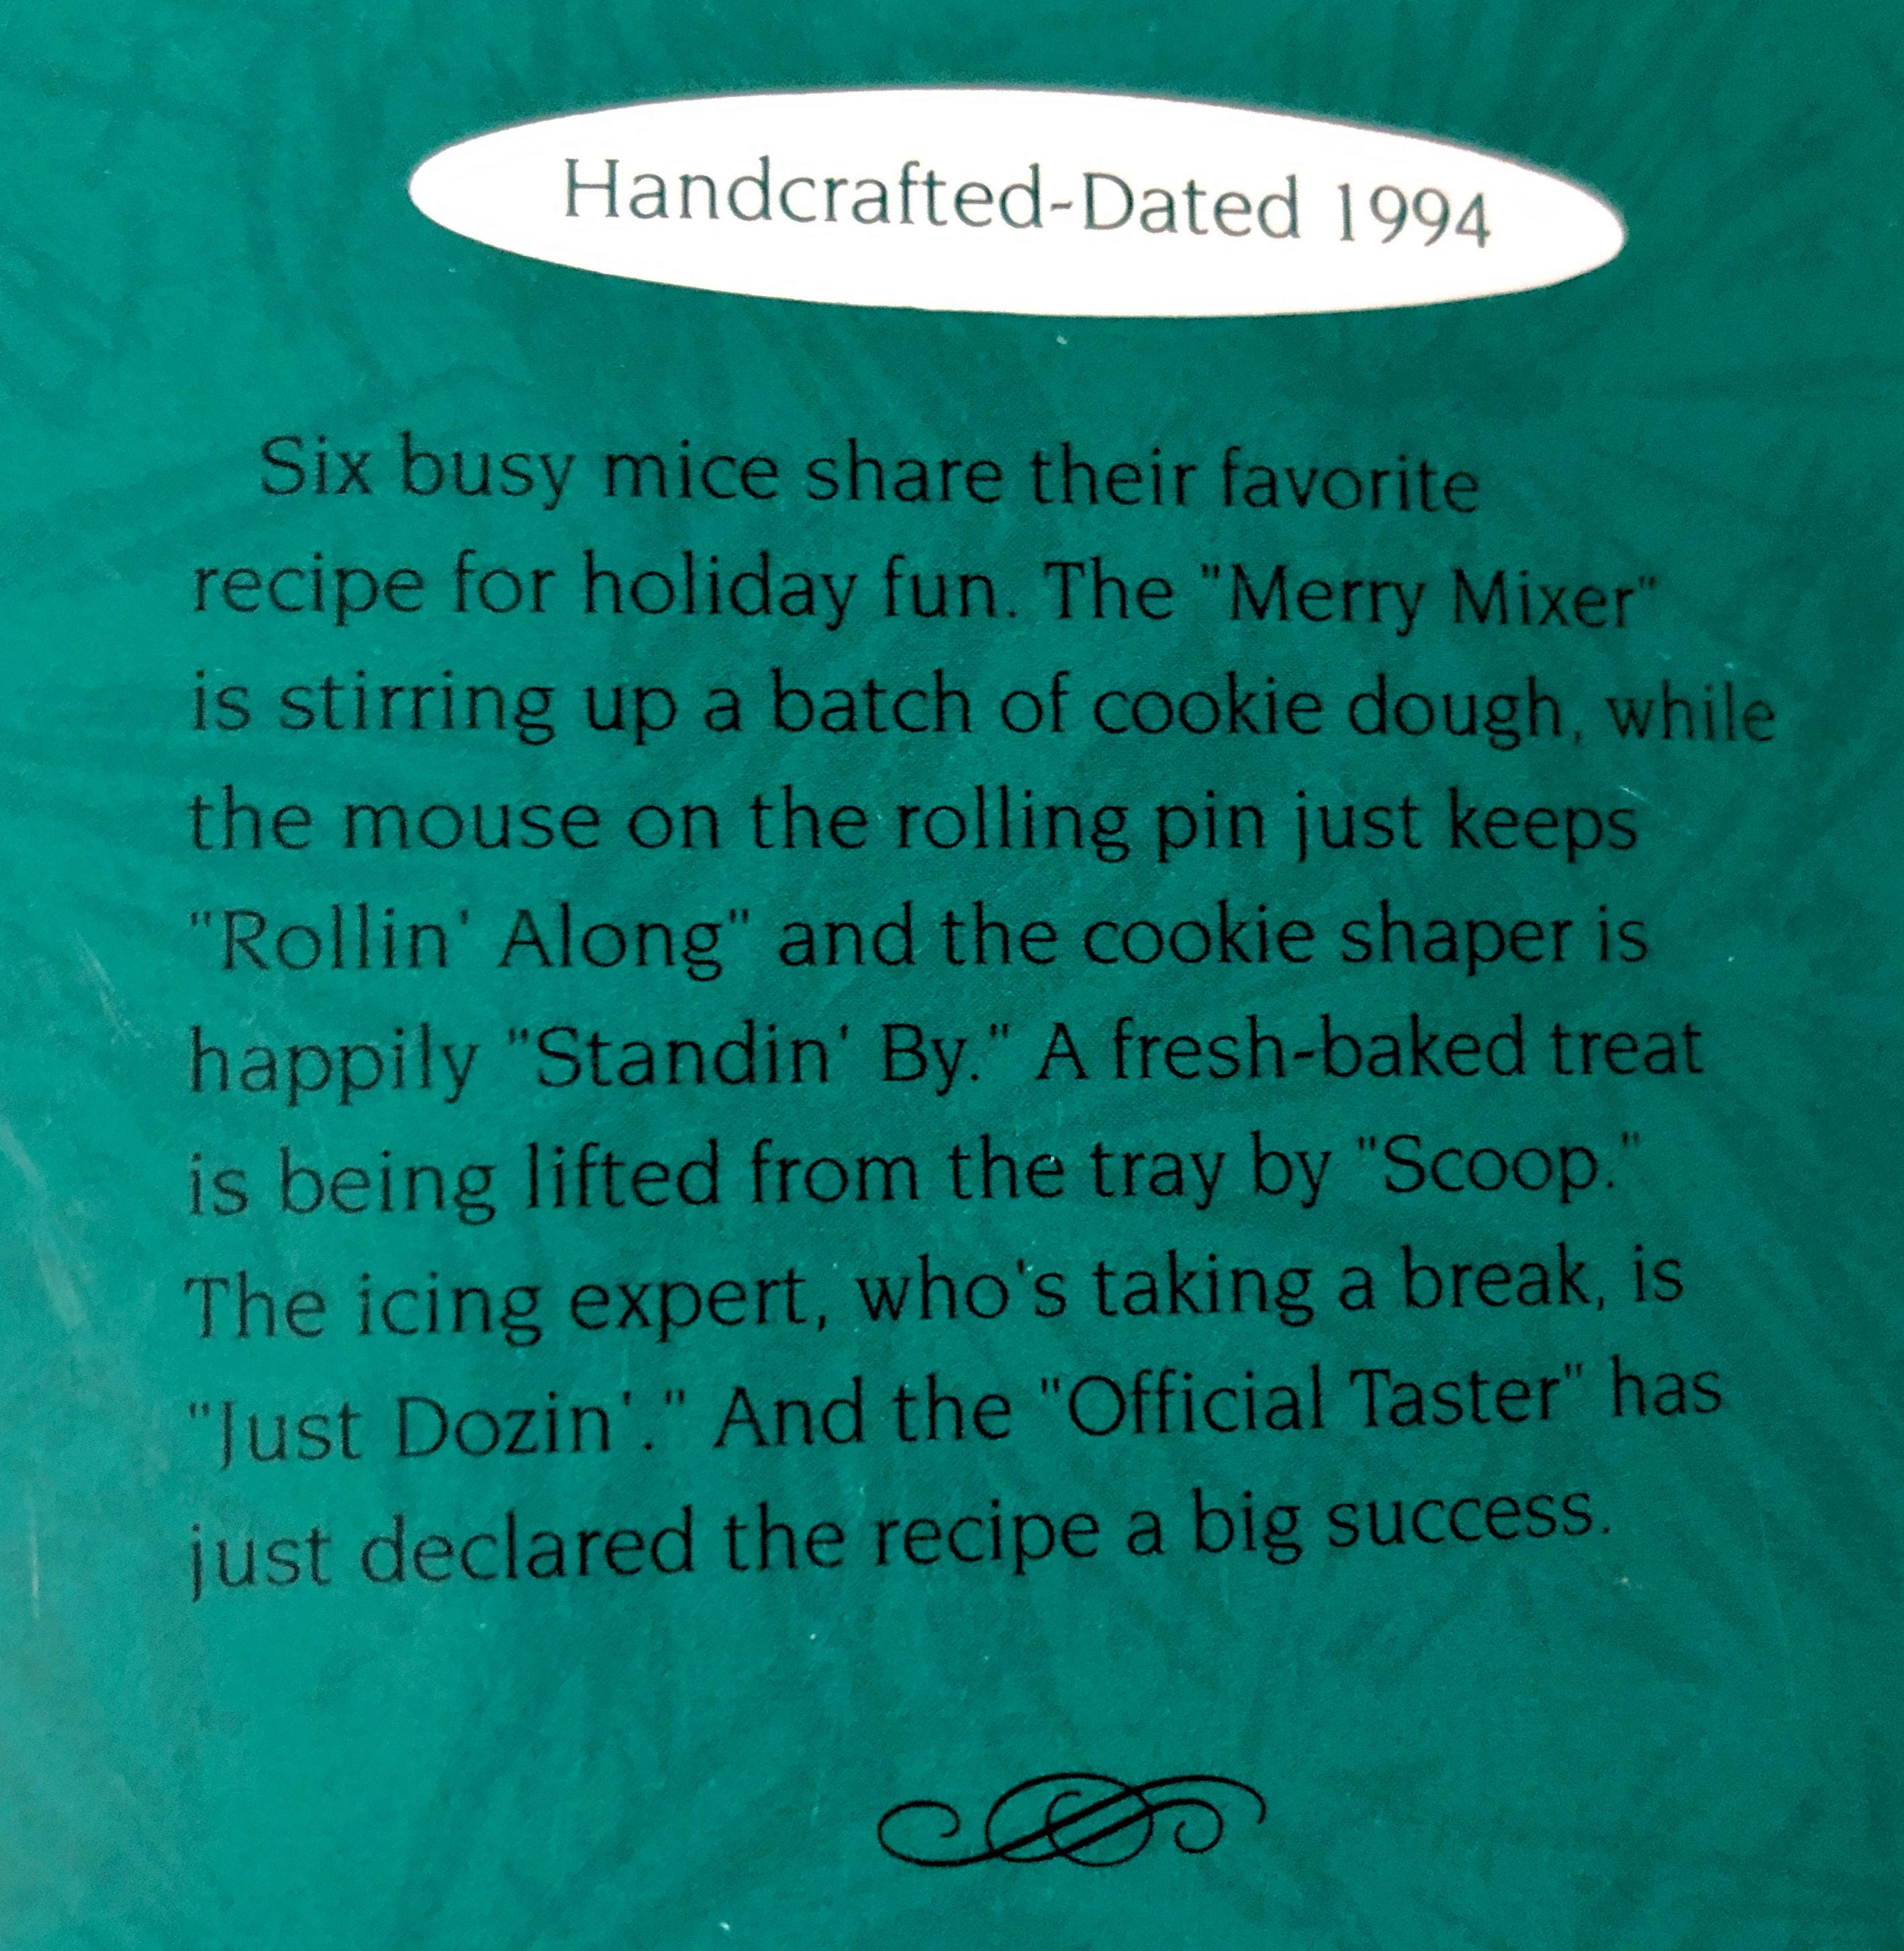 Handcrafted-Dated 1994
Six busy mice share their favorite
recipe for holiday fun. The "Merry Mixer"
is stirring up a batch of cookie dough, while
the mouse on the rolling pin just keeps
"Rollin' Along" and the cookie shaper is
happily "Standin' By." A fresh-baked treat
is being lifted from the tray by "Scoop."
The icing expert, who's taking a break, is
"Just Dozin'." And the "Official Taster" has
just declared the recipe a big success.